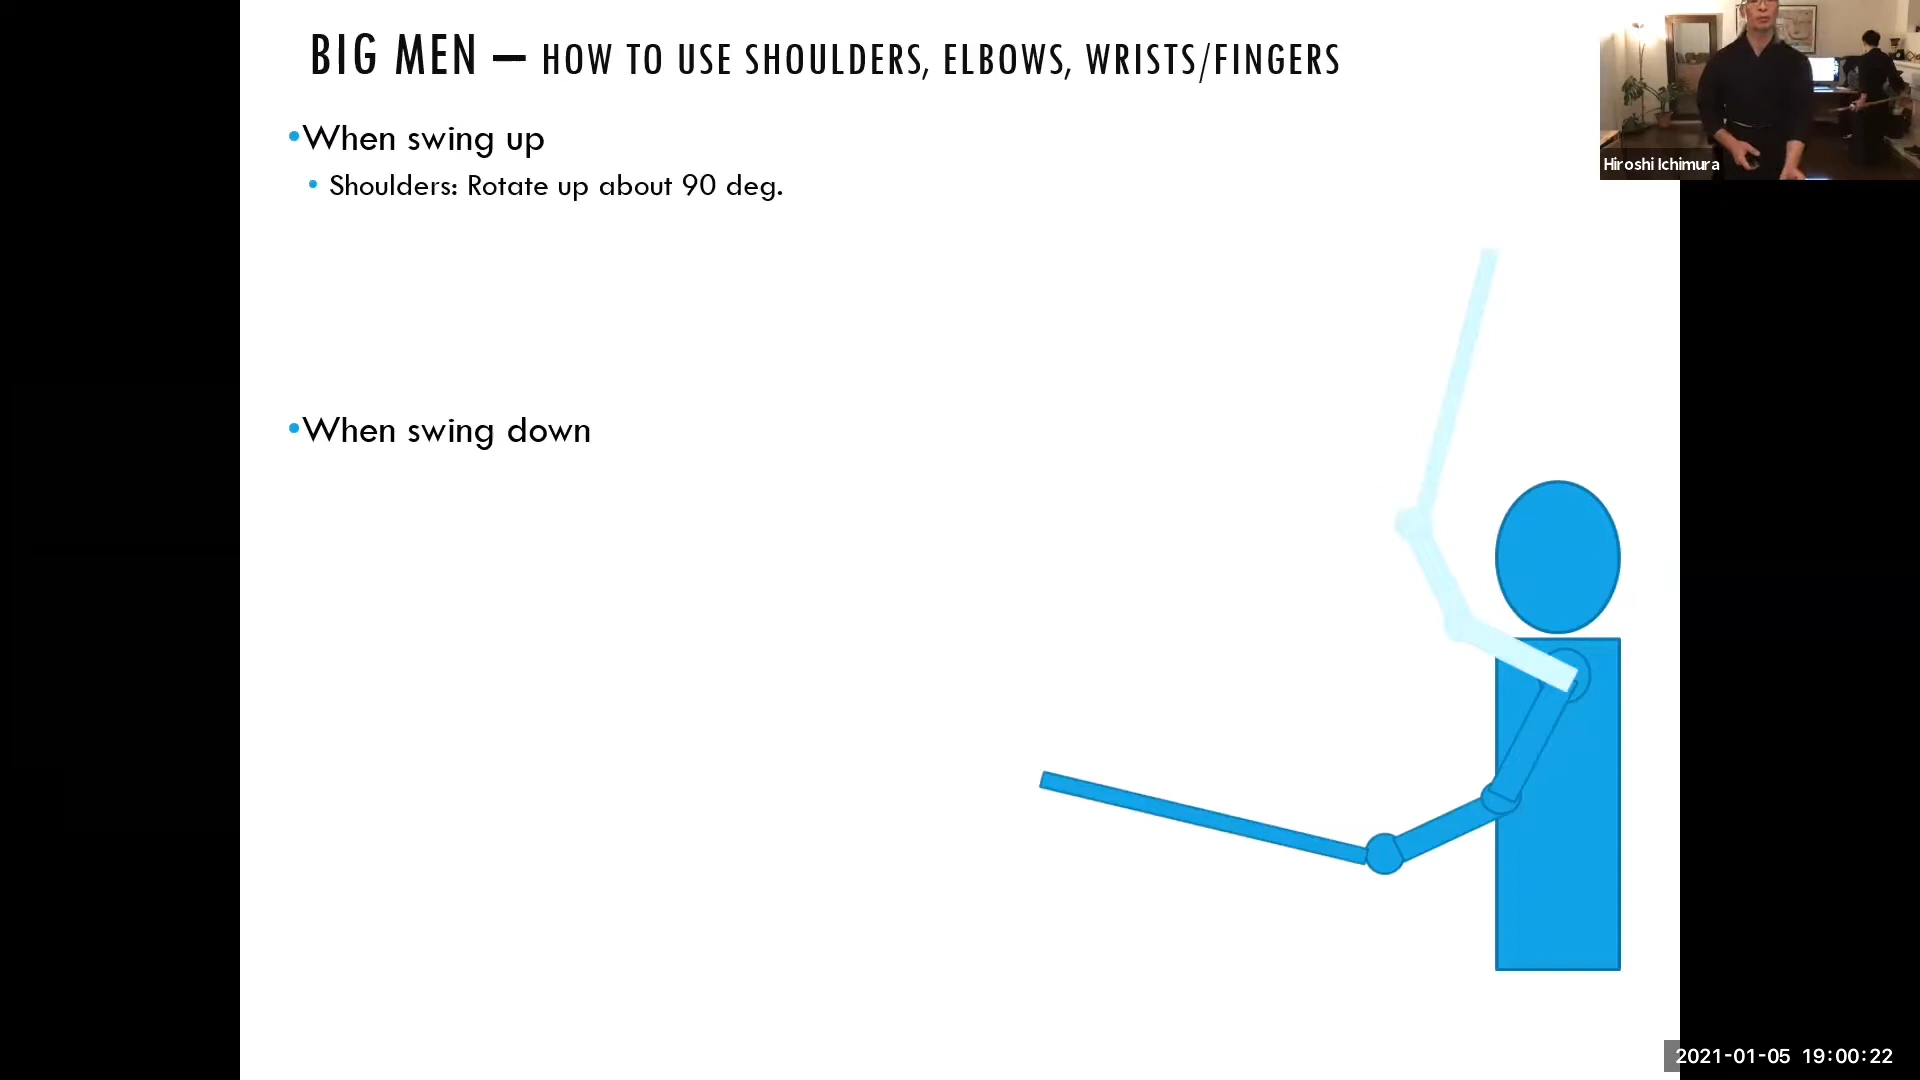 BIG MEN — HOW TO USE SHOULDERS, ELBOWS, WRISTS/FINGERS
•When swing up
• Shoulders: Rotate up about 90 deg.
•When swing down
Hiroshi Ichimura
2021-01-05 19:00:22